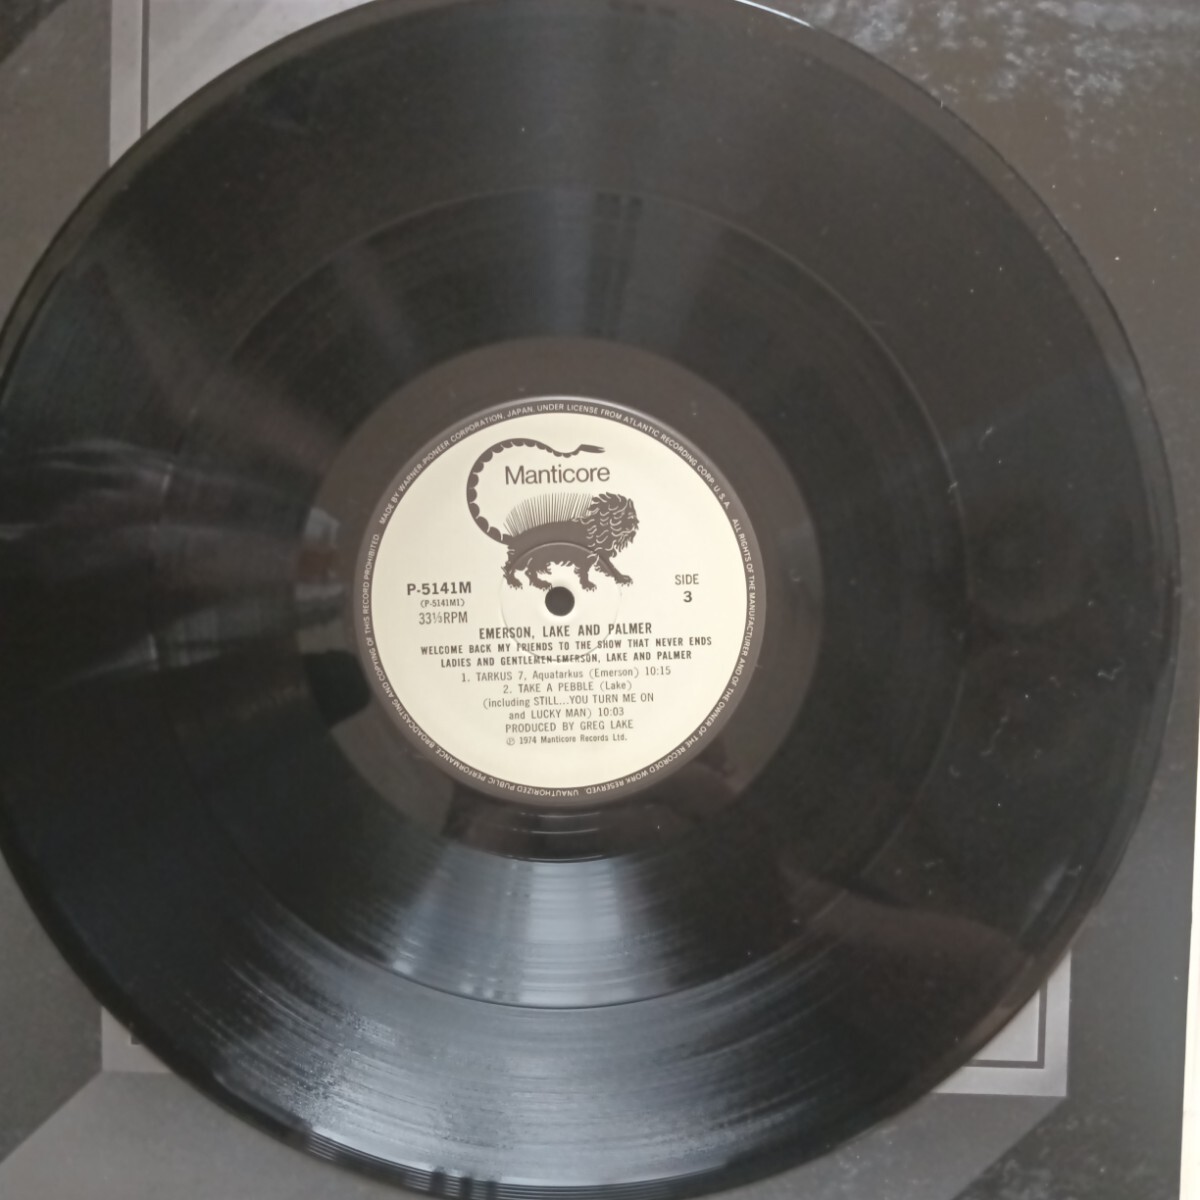 MADE BY WARNER-PIONEER CORPORATION, JAPAN, UNDER LICENSE FROM ATLANTIC RECORDING CORP. U.S.A. ALL RIGHTS OF THE MANUFACTURER AND OF THE OWNER OF THE RECORDED WORK RESERVED. UNAUTHORIZED PUBLIC PERFORMANCE, BROADCASTING AND COPYING OF THIS RECORD PROHIBITED
Manticore
P-5141M
(P-5141M1)
33⅓RPM
SIDE
3
EMERSON, LAKE AND PALMER
WELCOME BACK MY FRIENDS TO THE SHOW THAT NEVER ENDS
LADIES AND GENTLEMEN-EMERSON, LAKE AND PALMER
1. TARKUS 7, Aquatarkus (Emerson) 10:15
2. TAKE A PEBBLE (Lake)
(including STILL...YOU TURN ME ON
and LUCKY MAN) 10:03
PRODUCED BY GREG LAKE
℗ 1974 Manticore Records Ltd.